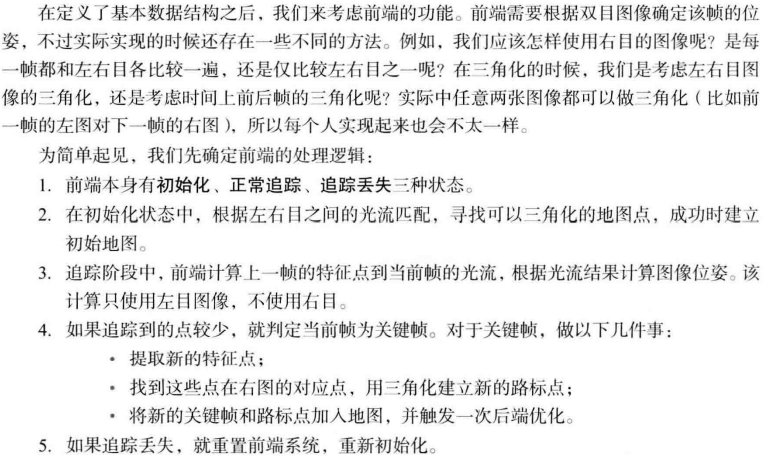 在定义了基本数据结构之后，我们来考虑前端的功能。前端需要根据双目图像确定该帧的位
姿，不过实际实现的时候还存在一些不同的方法。例如，我们应该怎样使用右目的图像呢？是每
一帧都和左右目各比较一遍，还是仅比较左右目之一呢？在三角化的时候，我们是考虑左右目图
像的三角化，还是考虑时间上前后帧的三角化呢？实际中任意两张图像都可以做三角化（比如前
一帧的左图对下一帧的右图），所以每个人实现起来也会不太一样。
为简单起见，我们先确定前端的处理逻辑：
1. 前端本身有初始化、正常追踪、追踪丢失三种状态。
2. 在初始化状态中，根据左右目之间的光流匹配，寻找可以三角化的地图点，成功时建立
初始地图。
3. 追踪阶段中，前端计算上一帧的特征点到当前帧的光流，根据光流结果计算图像位姿。该
计算只使用左目图像，不使用右目。
4. 如果追踪到的点较少，就判定当前帧为关键帧。对于关键帧，做以下几件事：
• 提取新的特征点；
• 找到这些点在右图的对应点，用三角化建立新的路标点；
• 将新的关键帧和路标点加入地图，并触发一次后端优化。
5. 如果追踪丢失，就重置前端系统，重新初始化。